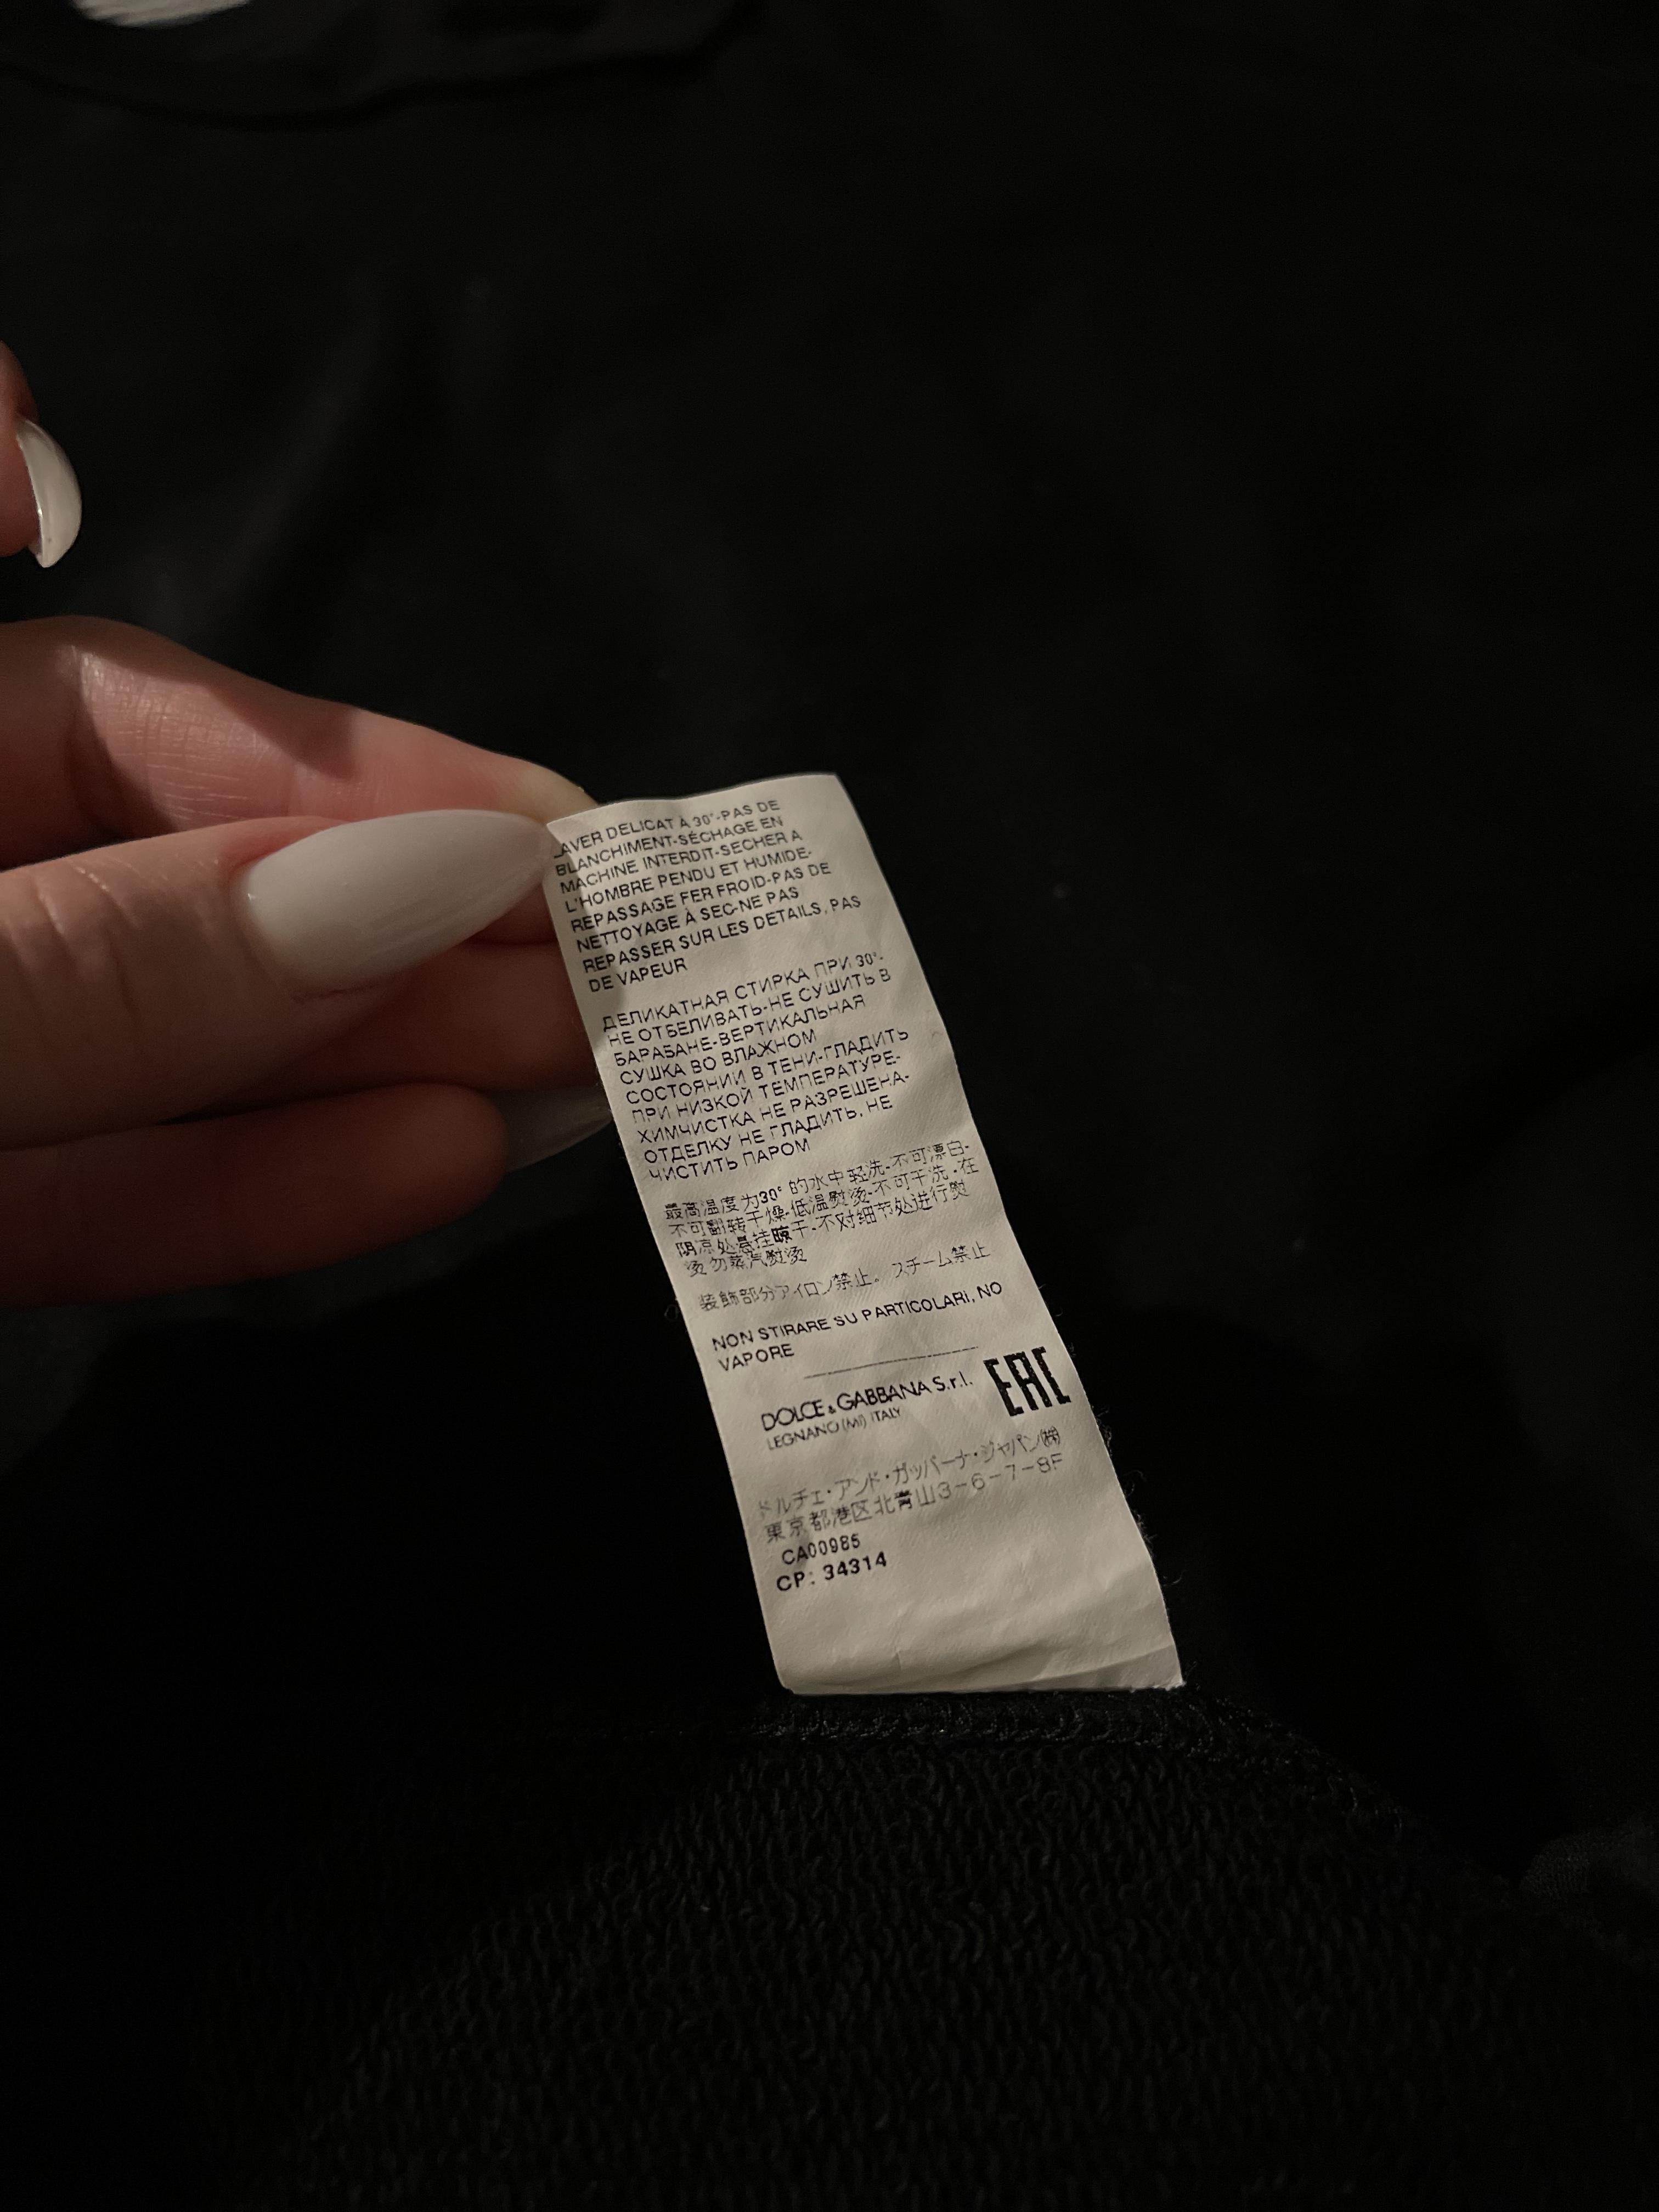 LAVER DELICAT A 30°-PAS DE
BLANCHIMENT-SÉCHAGE EN
MACHINE INTERDIT-SECHER A
L'HOMBRE PENDU ET HUMIDE-
REPASSAGE FER FROID-PAS DE
NETTOYAGE À SEC-NE PAS
REPASSER SUR LES DETAILS, PAS
DE VAPEUR
ДЕЛИКАТНАЯ СТИРКА ПРИ 30°-
НЕ ОТБЕЛИВАТЬ-НЕ СУШИТЬ В
БАРАБАНЕ-ВЕРТИКАЛЬНАЯ
СУШКА ВО ВЛАЖНОМ
СОСТОЯНИИ В ТЕНИ-ГЛАДИТЬ
ПРИ НИЗКОЙ ТЕМПЕРАТУРЕ-
ХИМЧИСТКА НЕ РАЗРЕШЕНА-
ОТДЕЛКУ НЕ ГЛАДИТЬ, НЕ
ЧИСТИТЬ ПАРОМ
最高温度为30° 的水中轻洗-不可漂白-
不可翻转干燥-低温熨烫-不可干洗-在
阴凉处悬挂晾干-不对细节处进行熨
烫勿蒸汽熨烫
装飾部分アイロン禁止。スチーム禁止
NON STIRARE SU PARTICOLARI, NO
VAPORE
DOLCE & GABBANA S.r.l.
LEGNANO (MI) ITALY
EAC
ドルチェ・アンド・ガッバーナ・ジャパン㈱
東京都港区北青山3-6-7-8F
CA00985
CP: 34314